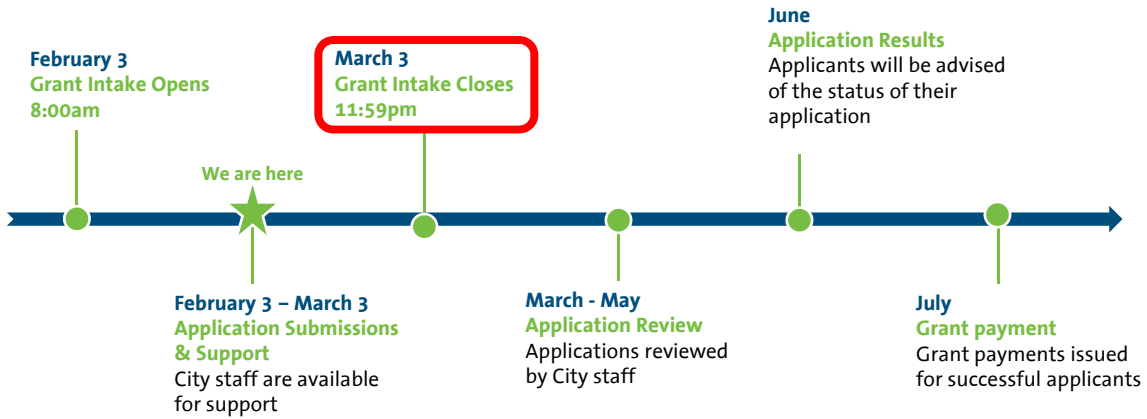 February 3
Grant Intake Opens
8:00am
We are here
February 3 – March 3
Application Submissions
& Support
City staff are available
for support
March 3
Grant Intake Closes
11:59pm
March - May
Application Review
Applications reviewed
by City staff
June
Application Results
Applicants will be advised
of the status of their
application
July
Grant payment
Grant payments issued
for successful applicants